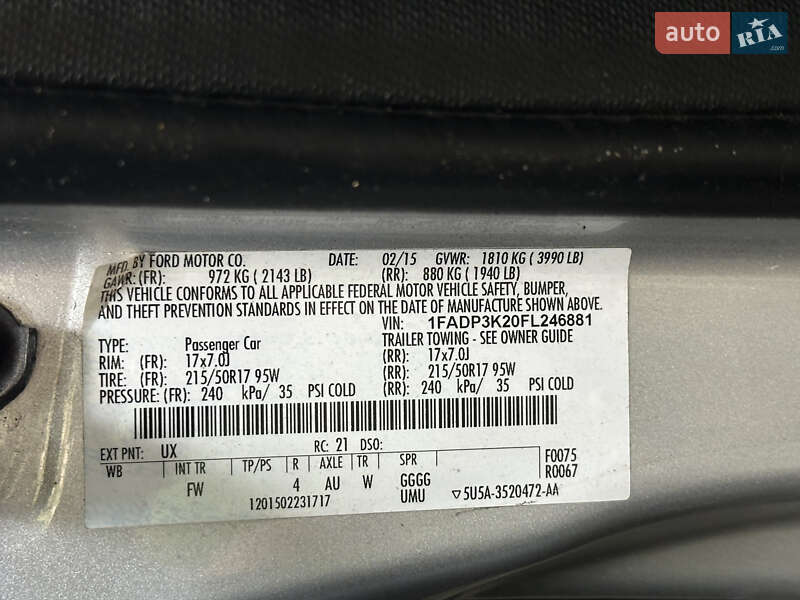 auto RIA
MFD. BY FORD MOTOR CO. DATE: 02/15 GVWR: 1810 KG ( 3990 LB)
GAWR: (FR): 972 KG ( 2143 LB) (RR): 880 KG ( 1940 LB)
THIS VEHICLE CONFORMS TO ALL APPLICABLE FEDERAL MOTOR VEHICLE SAFETY, BUMPER,
AND THEFT PREVENTION STANDARDS IN EFFECT ON THE DATE OF MANUFACTURE SHOWN ABOVE.
VIN: 1FADP3K20FL246881
TYPE: Passenger Car TRAILER TOWING - SEE OWNER GUIDE
RIM: (FR): 17x7.0J (RR): 17x7.0J
TIRE: (FR): 215/50R17 95W (RR): 215/50R17 95W
PRESSURE: (FR): 240 kPa/ 35 PSI COLD (RR): 240 kPa/ 35 PSI COLD
EXT PNT: UX RC: 21 DSO: F0075
WB INT TR TP/PS R AXLE TR SPR R0067
FW 4 AU W GGGG
1201502231717 UMU ▽5U5A-3520472-AA